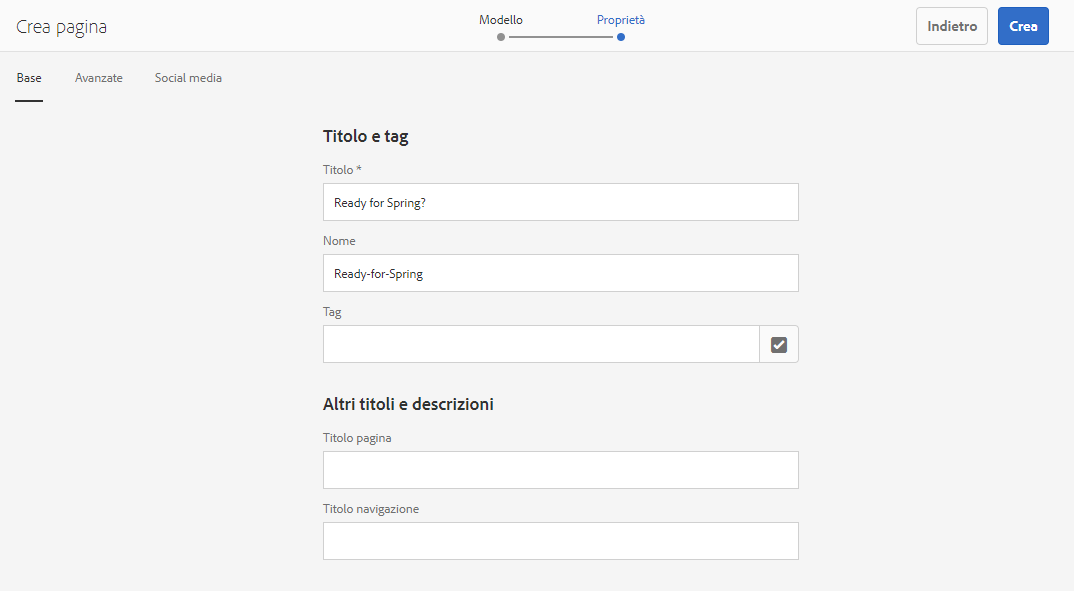 Crea pagina
Modello
Proprietà
Indietro
Crea
Base
Avanzate
Social media
Titolo e tag
Titolo *
Ready for Spring?
Nome
Ready-for-Spring
Tag
Altri titoli e descrizioni
Titolo pagina
Titolo navigazione